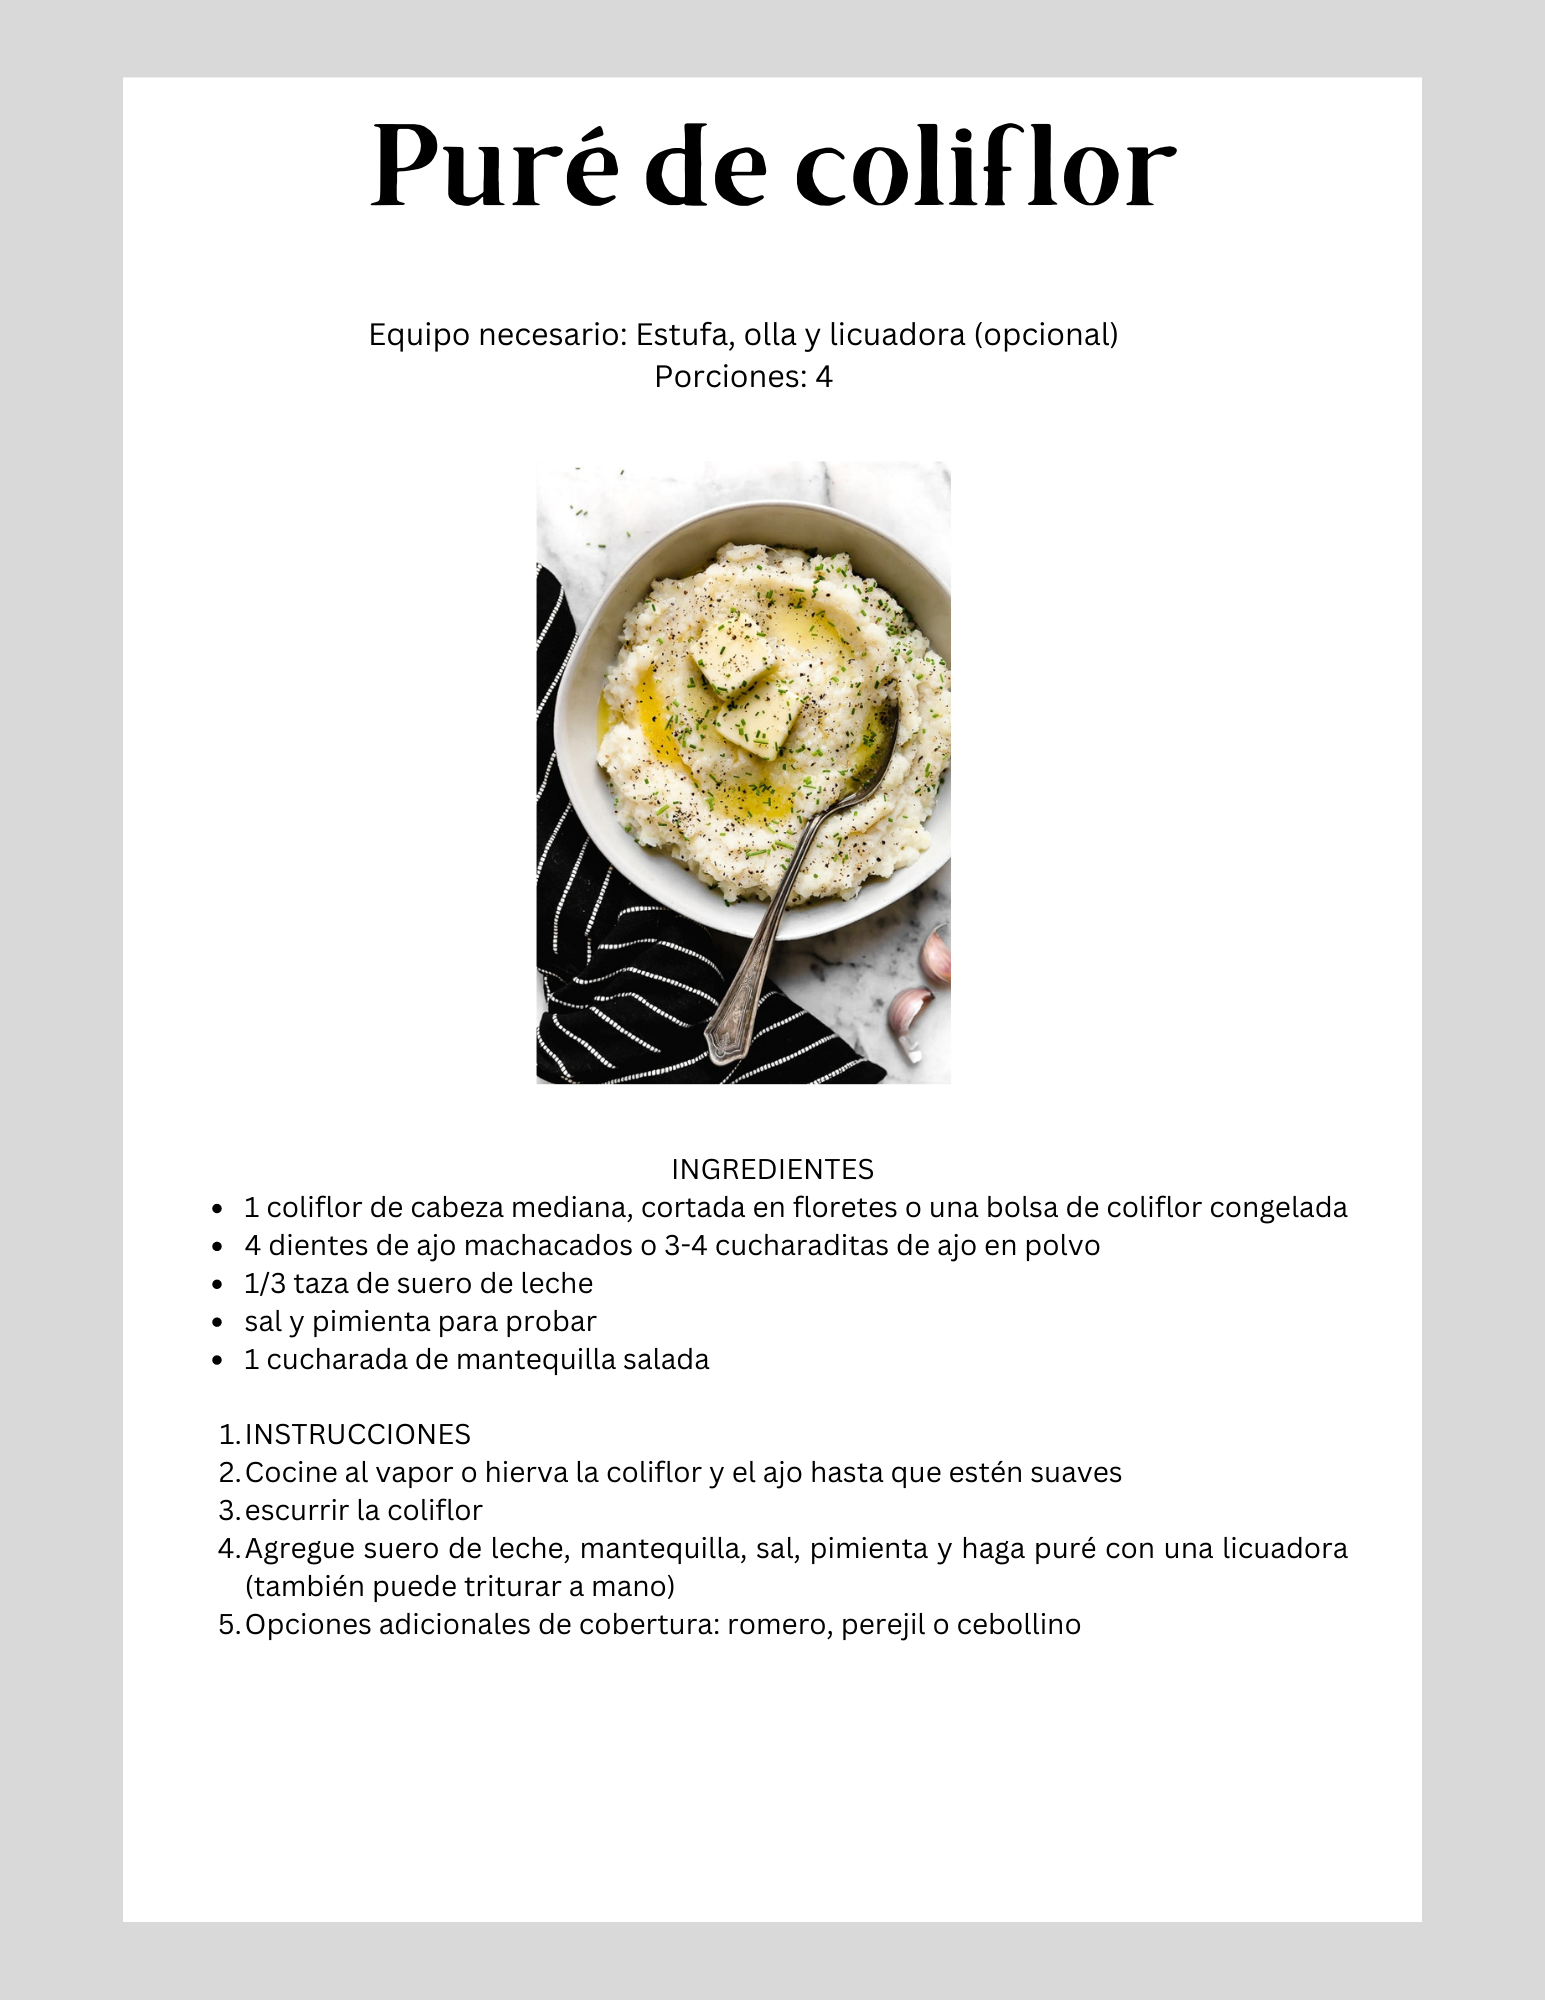 Puré de coliflor
Equipo necesario: Estufa, olla y licuadora (opcional)
Porciones: 4
INGREDIENTES
• 1 coliflor de cabeza mediana, cortada en floretes o una bolsa de coliflor congelada
• 4 dientes de ajo machacados o 3-4 cucharaditas de ajo en polvo
• 1/3 taza de suero de leche
• sal y pimienta para probar
• 1 cucharada de mantequilla salada
1. INSTRUCCIONES
2. Cocine al vapor o hierva la coliflor y el ajo hasta que estén suaves
3. escurrir la coliflor
4. Agregue suero de leche, mantequilla, sal, pimienta y haga puré con una licuadora
(también puede triturar a mano)
5. Opciones adicionales de cobertura: romero, perejil o cebollino